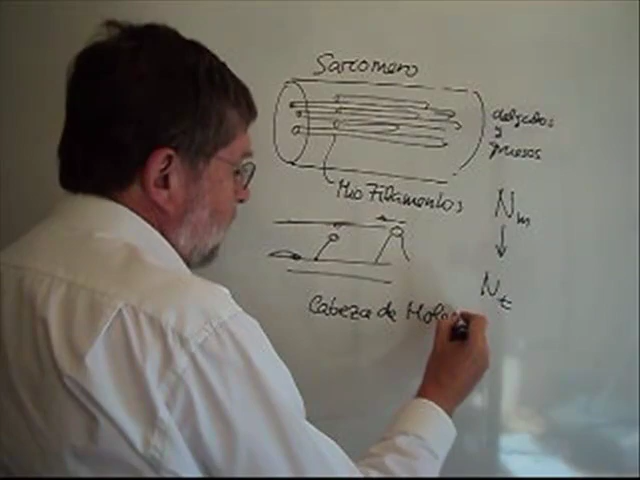 Sarcomero
delgados
y
gruesos
Mio Filamentos
Nm
↓
Nt
Cabeza de